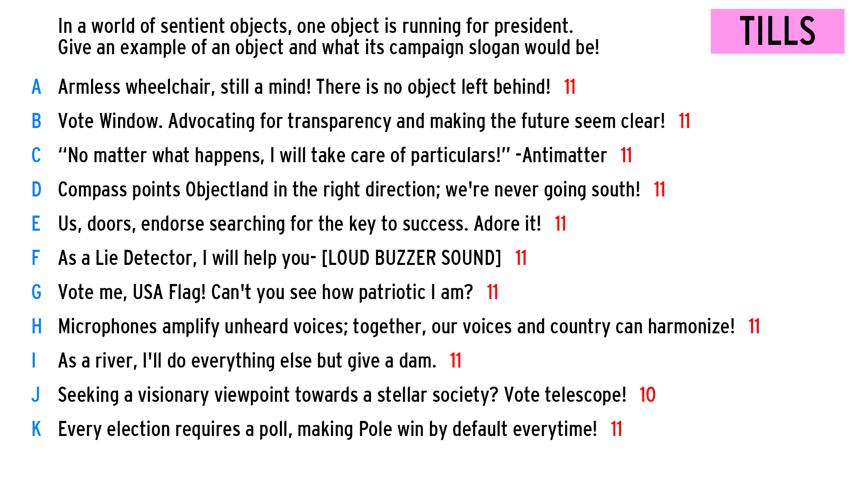 In a world of sentient objects, one object is running for president.
Give an example of an object and what its campaign slogan would be!
TILLS
A Armless wheelchair, still a mind! There is no object left behind! 11
B Vote Window. Advocating for transparency and making the future seem clear! 11
C “No matter what happens, I will take care of particulars!” -Antimatter 11
D Compass points Objectland in the right direction; we're never going south! 11
E Us, doors, endorse searching for the key to success. Adore it! 11
F As a Lie Detector, I will help you- [LOUD BUZZER SOUND] 11
G Vote me, USA Flag! Can't you see how patriotic I am? 11
H Microphones amplify unheard voices; together, our voices and country can harmonize! 11
I As a river, I'll do everything else but give a dam. 11
J Seeking a visionary viewpoint towards a stellar society? Vote telescope! 10
K Every election requires a poll, making Pole win by default everytime! 11